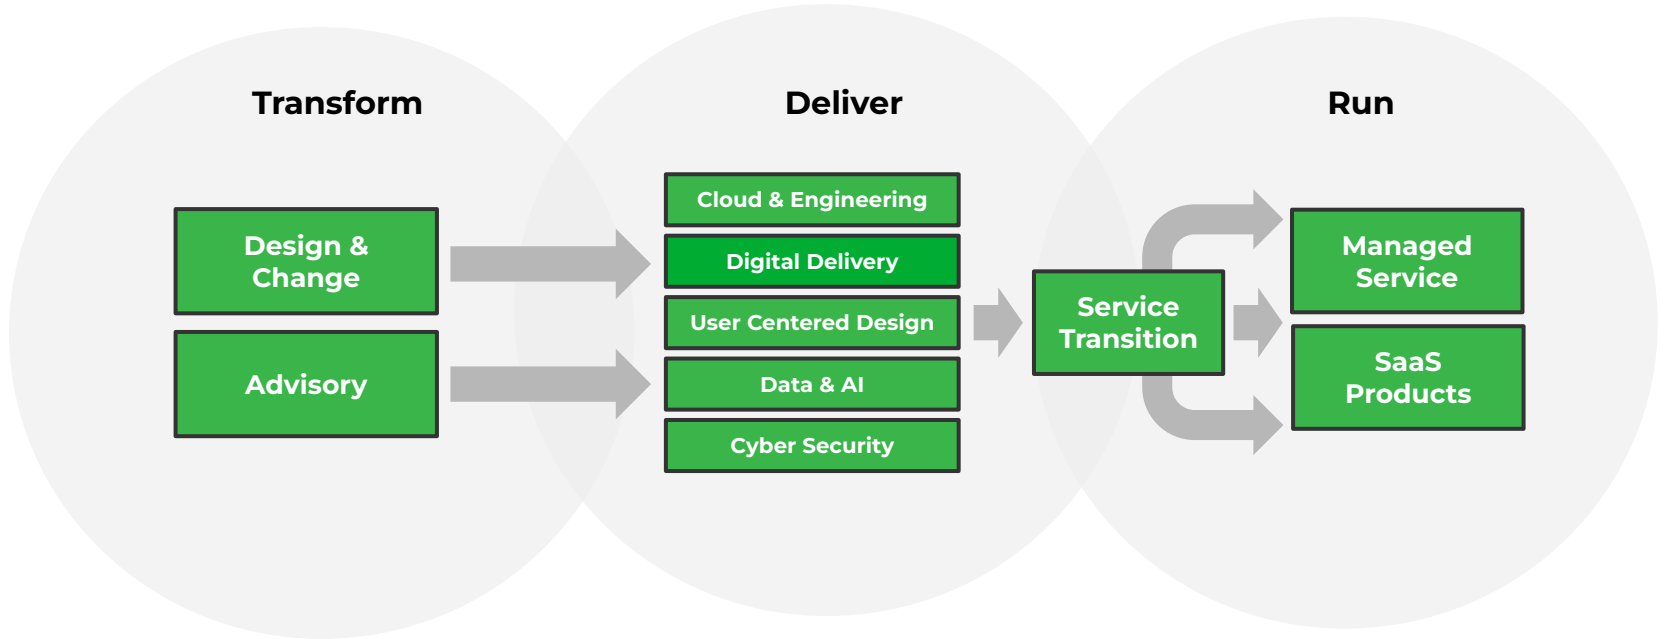 Transform
Design &
Change
Advisory
Deliver
Cloud & Engineering
Digital Delivery
User Centered Design
Data & AI
Cyber Security
Service
Transition
Run
Managed
Service
SaaS
Products